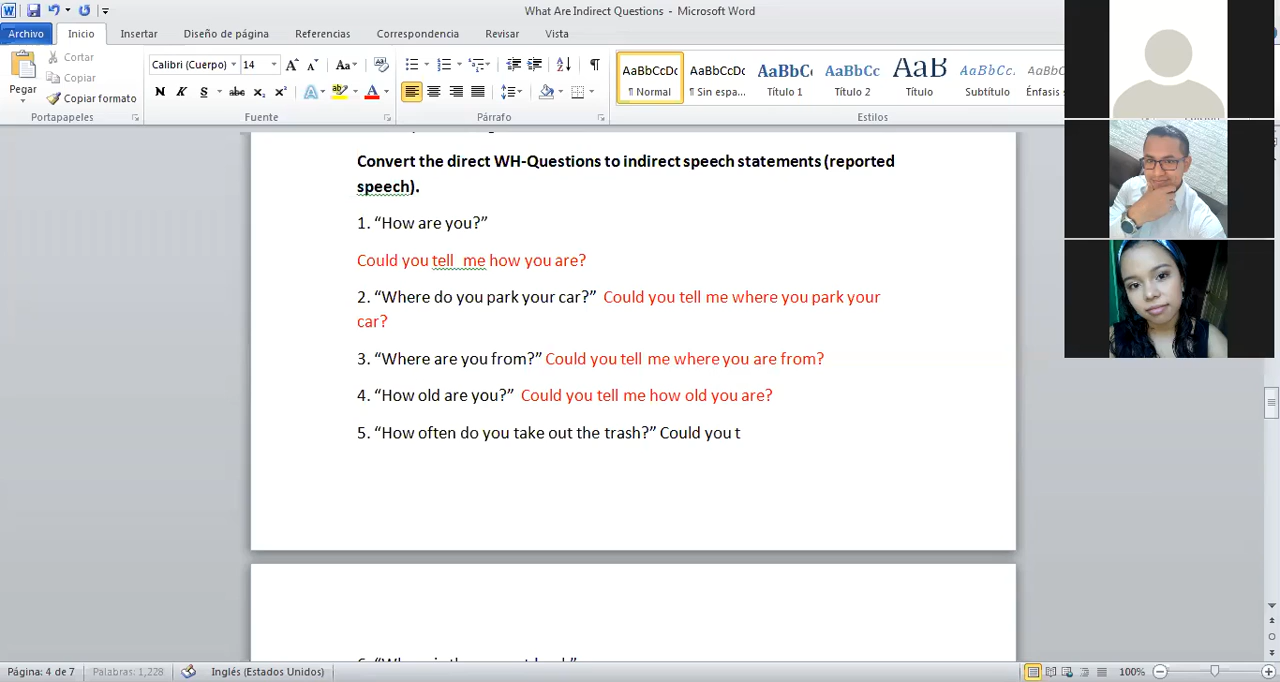 What Are Indirect Questions - Microsoft Word
Archivo Inicio Insertar Diseño de página Referencias Correspondencia Revisar Vista
Pegar
Cortar
Copiar
Copiar formato
Portapapeles
Calibri (Cuerpo) 14
Fuente
Párrafo
AaBbCcDc AaBbCcDc AaBbC AaBbCc AaB AaBbCc. AaBbC
¶ Normal ¶ Sin espa... Título 1 Título 2 Título Subtítulo Énfasis
Estilos
Convert the direct WH-Questions to indirect speech statements (reported
speech).
1. “How are you?”
Could you tell me how you are?
2. “Where do you park your car?” Could you tell me where you park your
car?
3. “Where are you from?” Could you tell me where you are from?
4. “How old are you?” Could you tell me how old you are?
5. “How often do you take out the trash?” Could you t
Página: 4 de 7 Palabras: 1,228 Inglés (Estados Unidos) 100%